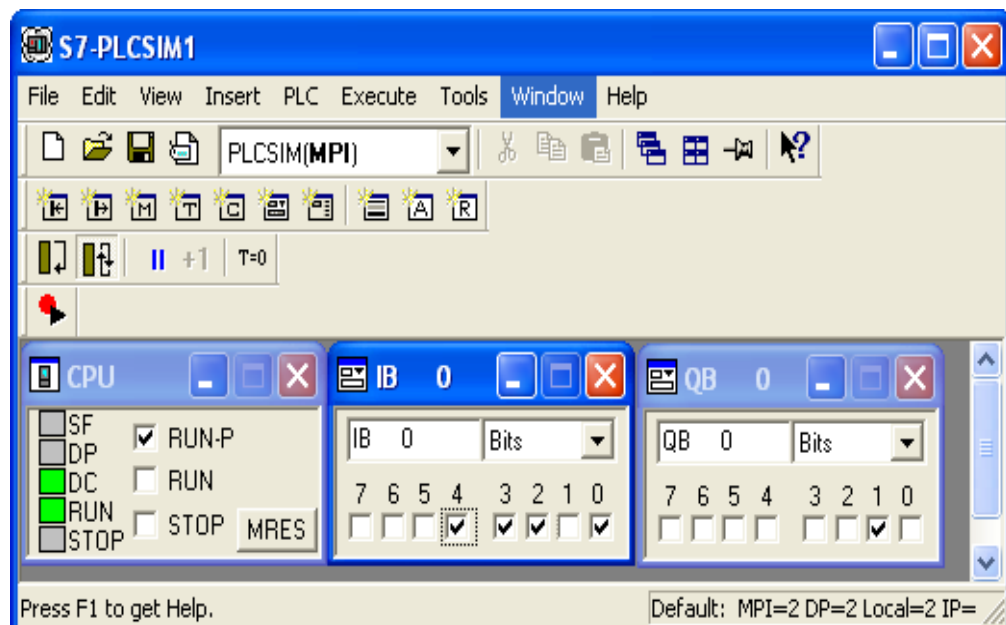 S7-PLCSIM1
File Edit View Insert PLC Execute Tools Window Help
PLCSIM(MPI)
+1 T=0
CPU
SF
DP
DC
RUN
STOP
RUN-P
RUN
STOP MRES
IB 0
IB 0 Bits
7 6 5 4 3 2 1 0
QB 0
QB 0 Bits
7 6 5 4 3 2 1 0
Press F1 to get Help. Default: MPI=2 DP=2 Local=2 IP=